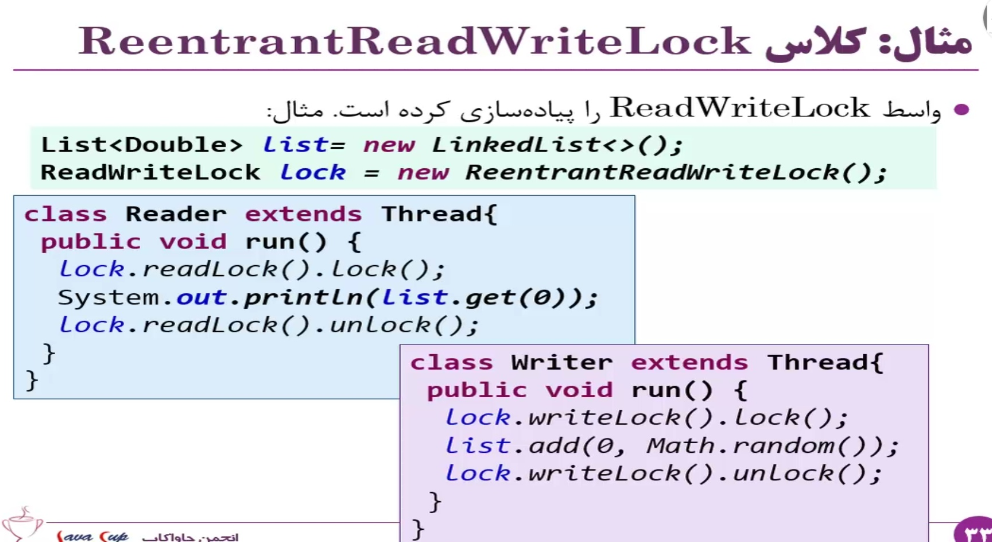 مثال: کلاس ReentrantReadWriteLock
واسط ReadWriteLock را پیاده‌سازی کرده است. مثال:
List<Double> list= new LinkedList<>();
ReadWriteLock lock = new ReentrantReadWriteLock();
class Reader extends Thread{
public void run() {
lock.readLock().lock();
System.out.println(list.get(0));
lock.readLock().unlock();
}
}
class Writer extends Thread{
public void run() {
lock.writeLock().lock();
list.add(0, Math.random());
lock.writeLock().unlock();
}
}
انجمن جاواکاپ
Java Cup
۳۳